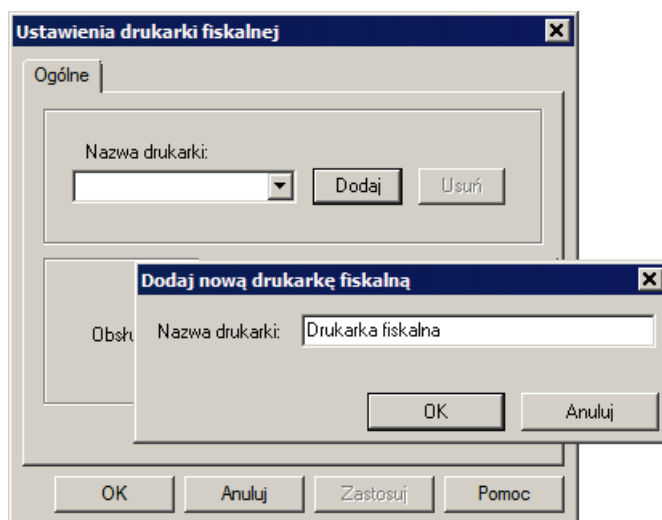 Ustawienia drukarki fiskalnej
Ogólne
Nazwa drukarki:
Dodaj
Usuń
Dodaj nową drukarkę fiskalną
Nazwa drukarki:
Drukarka fiskalna
OK
Anuluj
OK
Anuluj
Zastosuj
Pomoc